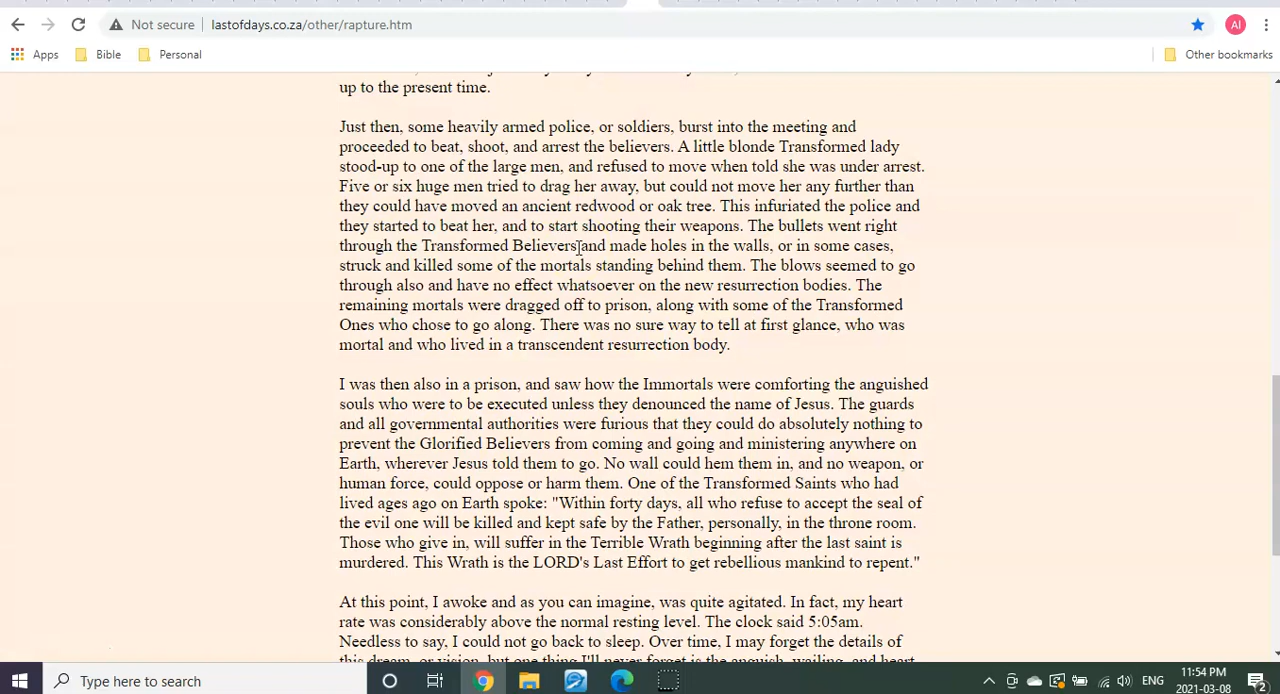 Not secure
lastofdays.co.za/other/rapture.htm
AI
Apps
Bible
Personal
Other bookmarks
up to the present time.
Just then, some heavily armed police, or soldiers, burst into the meeting and
proceeded to beat, shoot, and arrest the believers. A little blonde Transformed lady
stood-up to one of the large men, and refused to move when told she was under arrest.
Five or six huge men tried to drag her away, but could not move her any further than
they could have moved an ancient redwood or oak tree. This infuriated the police and
they started to beat her, and to start shooting their weapons. The bullets went right
through the Transformed Believers and made holes in the walls, or in some cases,
struck and killed some of the mortals standing behind them. The blows seemed to go
through also and have no effect whatsoever on the new resurrection bodies. The
remaining mortals were dragged off to prison, along with some of the Transformed
Ones who chose to go along. There was no sure way to tell at first glance, who was
mortal and who lived in a transcendent resurrection body.
I was then also in a prison, and saw how the Immortals were comforting the anguished
souls who were to be executed unless they denounced the name of Jesus. The guards
and all governmental authorities were furious that they could do absolutely nothing to
prevent the Glorified Believers from coming and going and ministering anywhere on
Earth, wherever Jesus told them to go. No wall could hem them in, and no weapon, or
human force, could oppose or harm them. One of the Transformed Saints who had
lived ages ago on Earth spoke: "Within forty days, all who refuse to accept the seal of
the evil one will be killed and kept safe by the Father, personally, in the throne room.
Those who give in, will suffer in the Terrible Wrath beginning after the last saint is
murdered. This Wrath is the LORD's Last Effort to get rebellious mankind to repent."
At this point, I awoke and as you can imagine, was quite agitated. In fact, my heart
rate was considerably above the normal resting level. The clock said 5:05am.
Needless to say, I could not go back to sleep. Over time, I may forget the details of
this dream, or vision, but one thing I'll never forget is the anguish, wailing, and heart
Type here to search
ENG
11:54 PM
2021-03-08
2